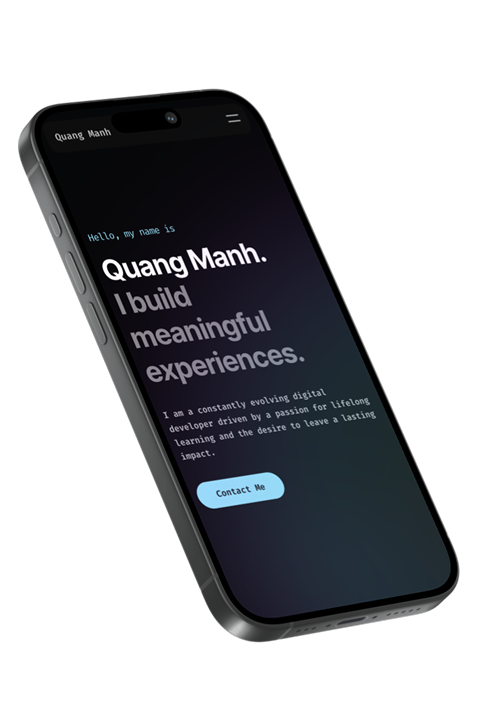 Quang Manh
Hello, my name is
Quang Manh.
I build
meaningful
experiences.
I am a constantly evolving digital
developer driven by a passion for lifelong
learning and the desire to leave a lasting
impact.
Contact Me